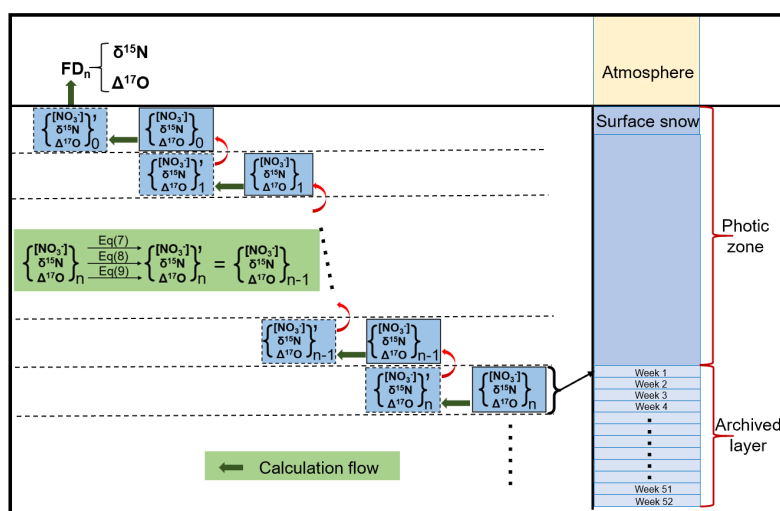 δ¹⁵N
FDₙ {
Δ¹⁷O
Atmosphere
Surface snow
{[NO₃⁻] δ¹⁵N Δ¹⁷O}'₀
{[NO₃⁻] δ¹⁵N Δ¹⁷O}₀
{[NO₃⁻] δ¹⁵N Δ¹⁷O}'₁
{[NO₃⁻] δ¹⁵N Δ¹⁷O}₁
Photic
zone
Eq(7)
Eq(8)
Eq(9)
{[NO₃⁻] δ¹⁵N Δ¹⁷O}ₙ {[NO₃⁻] δ¹⁵N Δ¹⁷O}'ₙ = {[NO₃⁻] δ¹⁵N Δ¹⁷O}ₙ₋₁
{[NO₃⁻] δ¹⁵N Δ¹⁷O}'ₙ₋₁
{[NO₃⁻] δ¹⁵N Δ¹⁷O}ₙ₋₁
{[NO₃⁻] δ¹⁵N Δ¹⁷O}'ₙ
{[NO₃⁻] δ¹⁵N Δ¹⁷O}ₙ
Week 1
Week 2
Week 3
Week 4
Archived
layer
Week 51
Week 52
Calculation flow